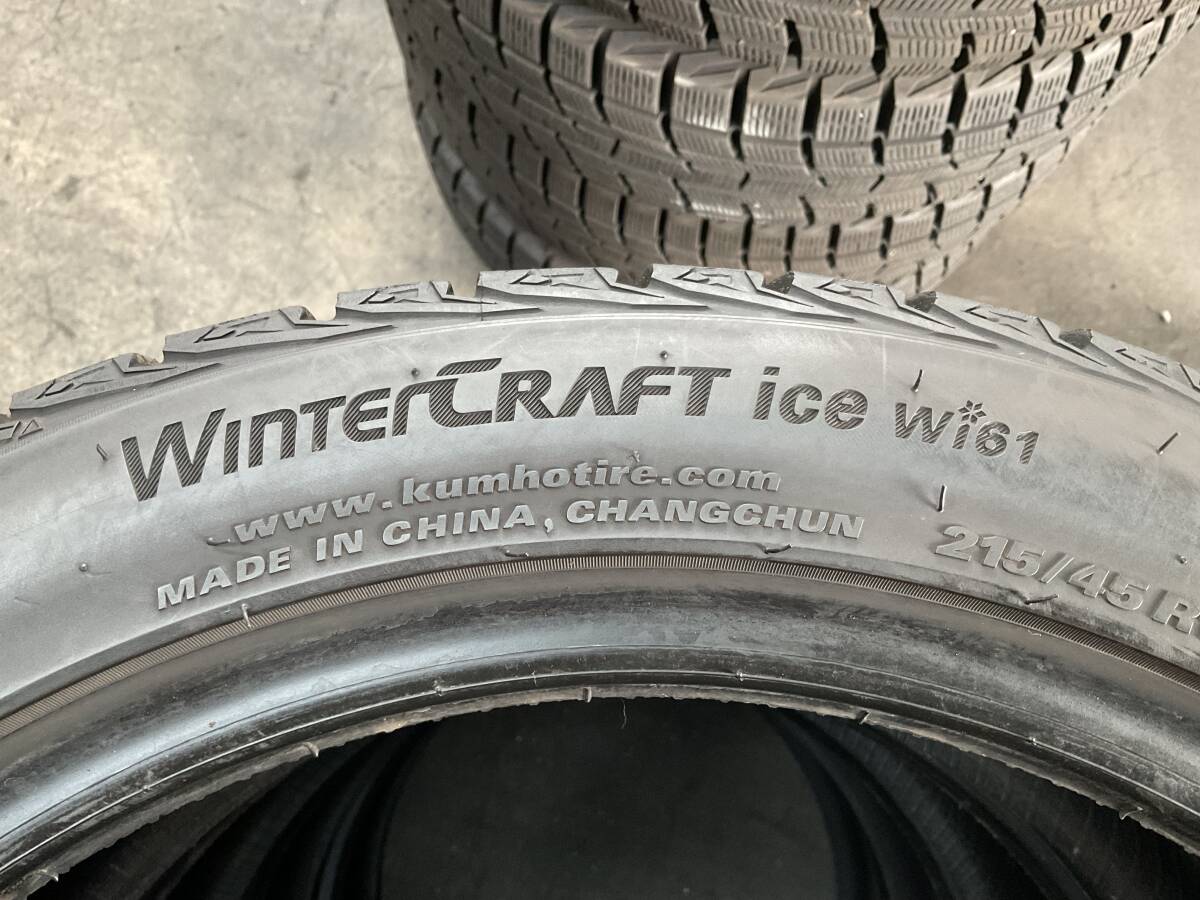 WINTERCRAFT ice wi61
www.kumhotire.com
MADE IN CHINA, CHANGCHUN
215/45 R